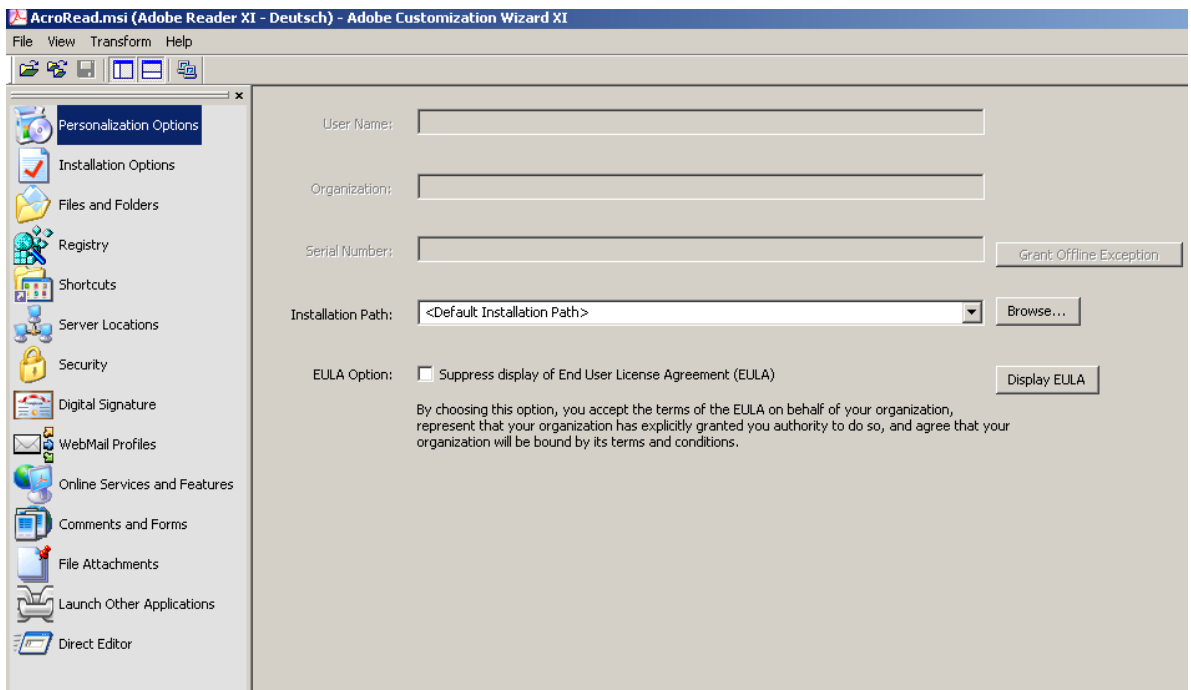 AcroRead.msi (Adobe Reader XI - Deutsch) - Adobe Customization Wizard XI
File View Transform Help
Personalization Options
Installation Options
Files and Folders
Registry
Shortcuts
Server Locations
Security
Digital Signature
WebMail Profiles
Online Services and Features
Comments and Forms
File Attachments
Launch Other Applications
Direct Editor
User Name:
Organization:
Serial Number:
Grant Offline Exception
Installation Path: <Default Installation Path> Browse...
EULA Option: Suppress display of End User License Agreement (EULA) Display EULA
By choosing this option, you accept the terms of the EULA on behalf of your organization,
represent that your organization has explicitly granted you authority to do so, and agree that your
organization will be bound by its terms and conditions.